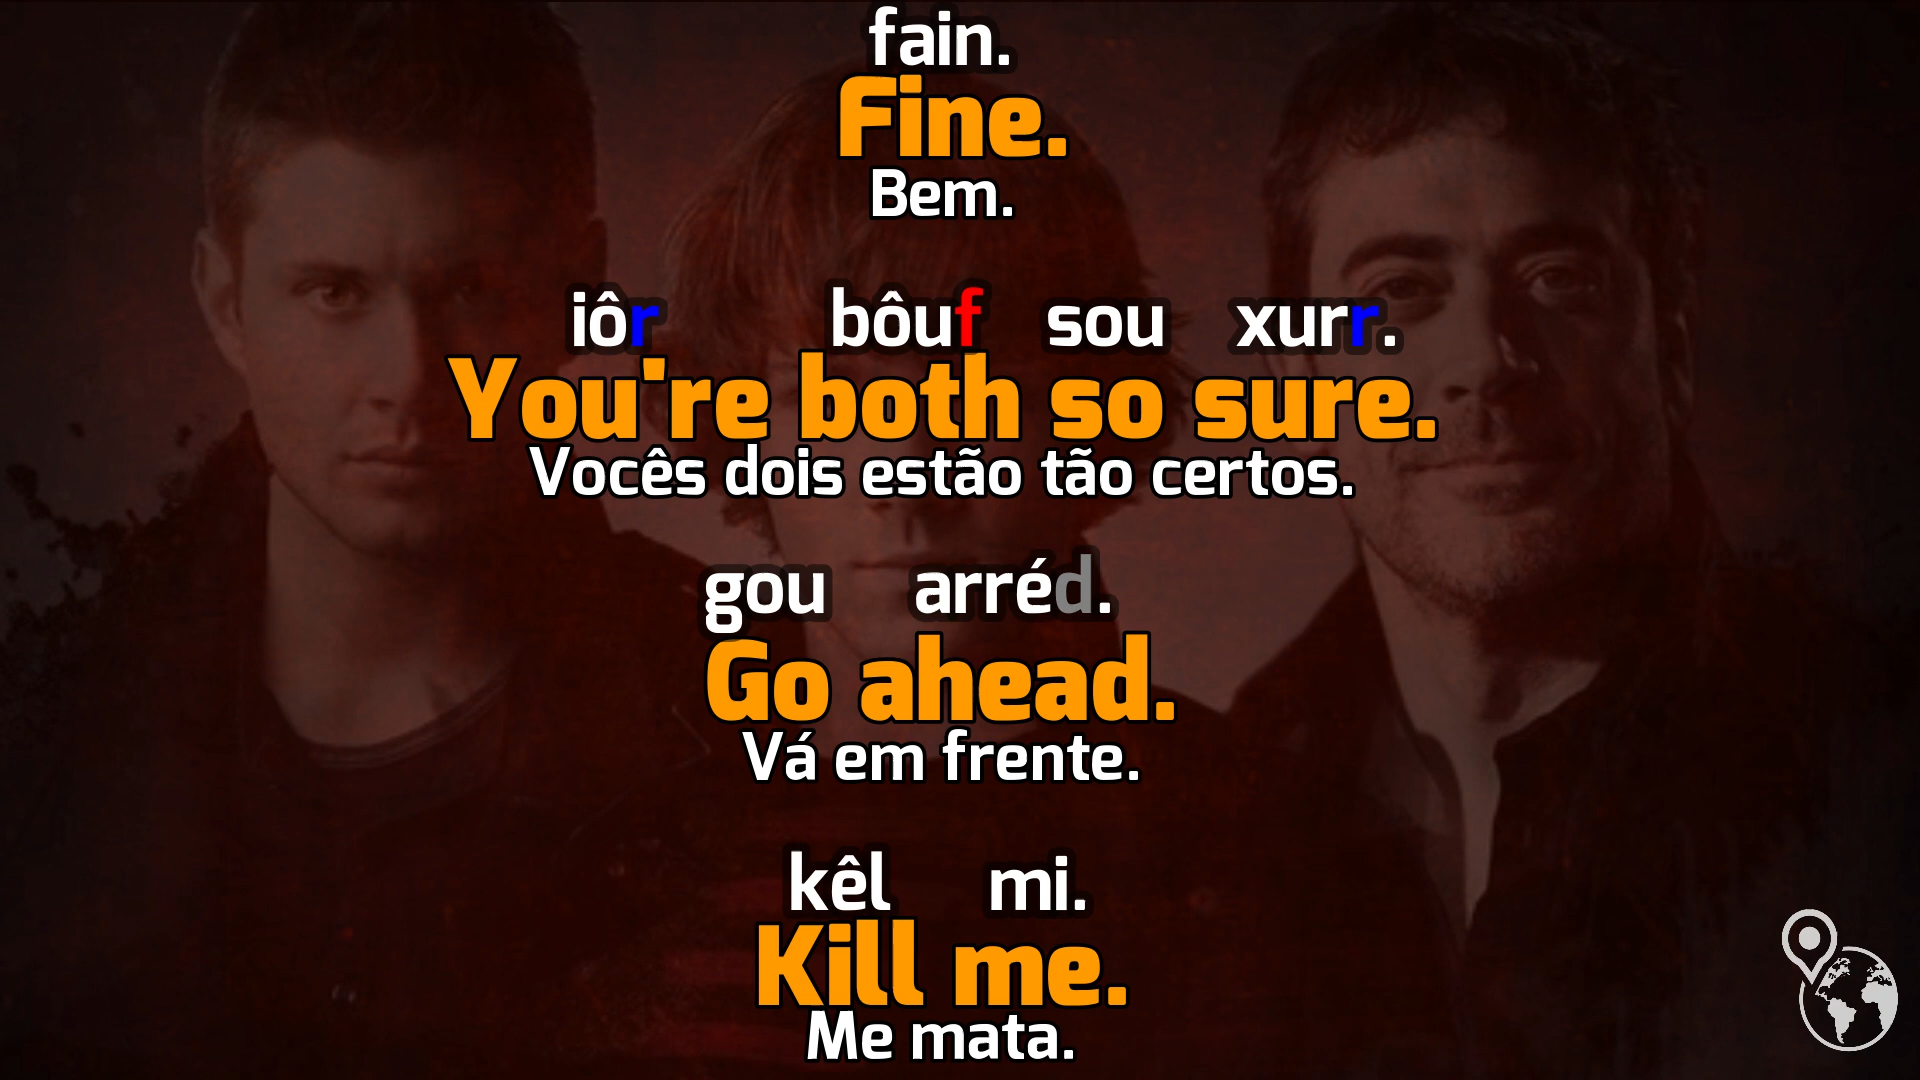 fain.
Fine.
Bem.
iôr bôuf sou xurr.
You're both so sure.
Vocês dois estão tão certos.
gou arréd.
Go ahead.
Vá em frente.
kêl mi.
Kill me.
Me mata.